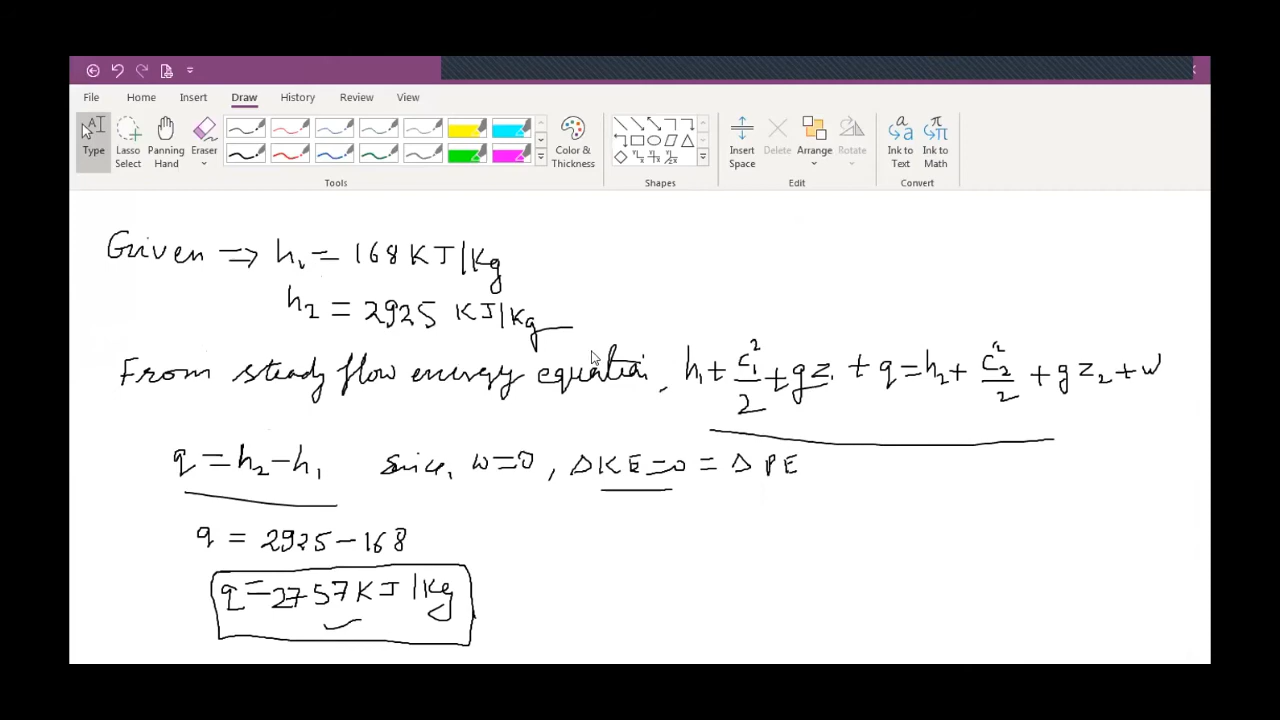 File Home Insert Draw History Review View
Type
Lasso Select
Panning Hand
Eraser
Color & Thickness
Insert Space
Delete
Arrange
Rotate
Ink to Text
Ink to Math
Tools Shapes Edit Convert
Given => h₁ = 168 KJ/Kg
h₂ = 2925 KJ/Kg
From steady flow energy equation, h₁ + c₁²/2 + gz₁ + q = h₂ + c₂²/2 + gz₂ + w
q = h₂ - h₁ since, w=0, ΔKE=0 = ΔPE
q = 2925 - 168
q = 2757 KJ/Kg